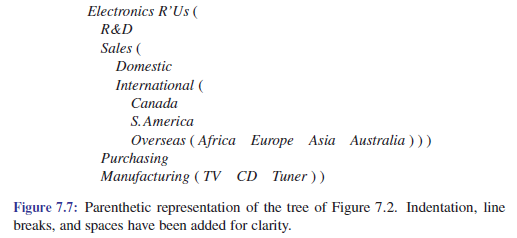 Electronics R’Us (
R&D
Sales (
Domestic
International (
Canada
S. America
Overseas ( Africa Europe Asia Australia ) ) )
Purchasing
Manufacturing ( TV CD Tuner ) )
Figure 7.7: Parenthetic representation of the tree of Figure 7.2. Indentation, line
breaks, and spaces have been added for clarity.